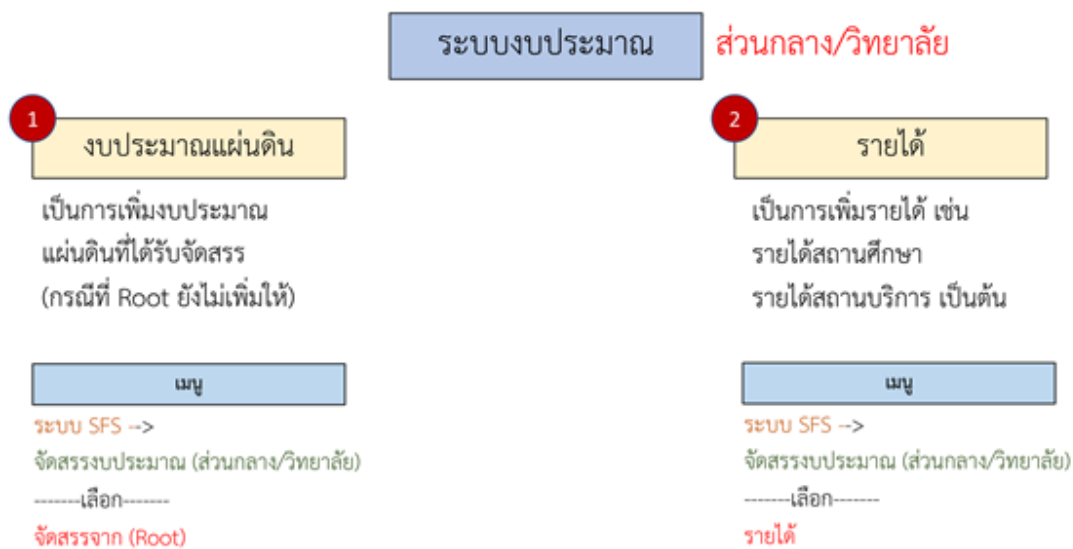 ระบบงบประมาณ ส่วนกลาง/วิทยาลัย
1
งบประมาณแผ่นดิน
เป็นการเพิ่มงบประมาณ
แผ่นดินที่ได้รับจัดสรร
(กรณีที่ Root ยังไม่เพิ่มให้)
เมนู
ระบบ SFS -->
จัดสรรงบประมาณ (ส่วนกลาง/วิทยาลัย)
-------เลือก-------
จัดสรรจาก (Root)
2
รายได้
เป็นการเพิ่มรายได้ เช่น
รายได้สถานศึกษา
รายได้สถานบริการ เป็นต้น
เมนู
ระบบ SFS -->
จัดสรรงบประมาณ (ส่วนกลาง/วิทยาลัย)
-------เลือก-------
รายได้